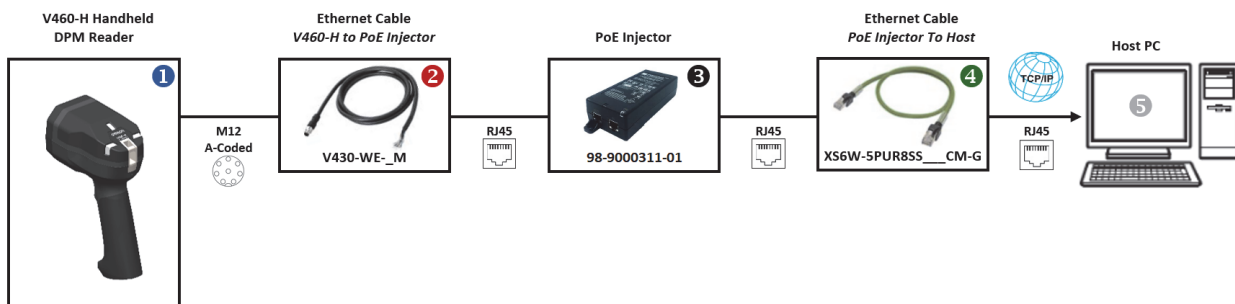 V460-H Handheld
DPM Reader
1
M12
A-Coded
Ethernet Cable
V460-H to PoE Injector
2
V430-WE-_M
RJ45
PoE Injector
3
98-9000311-01
RJ45
Ethernet Cable
PoE Injector To Host
4
XS6W-5PUR8SS___CM-G
TCP/IP
RJ45
Host PC
5